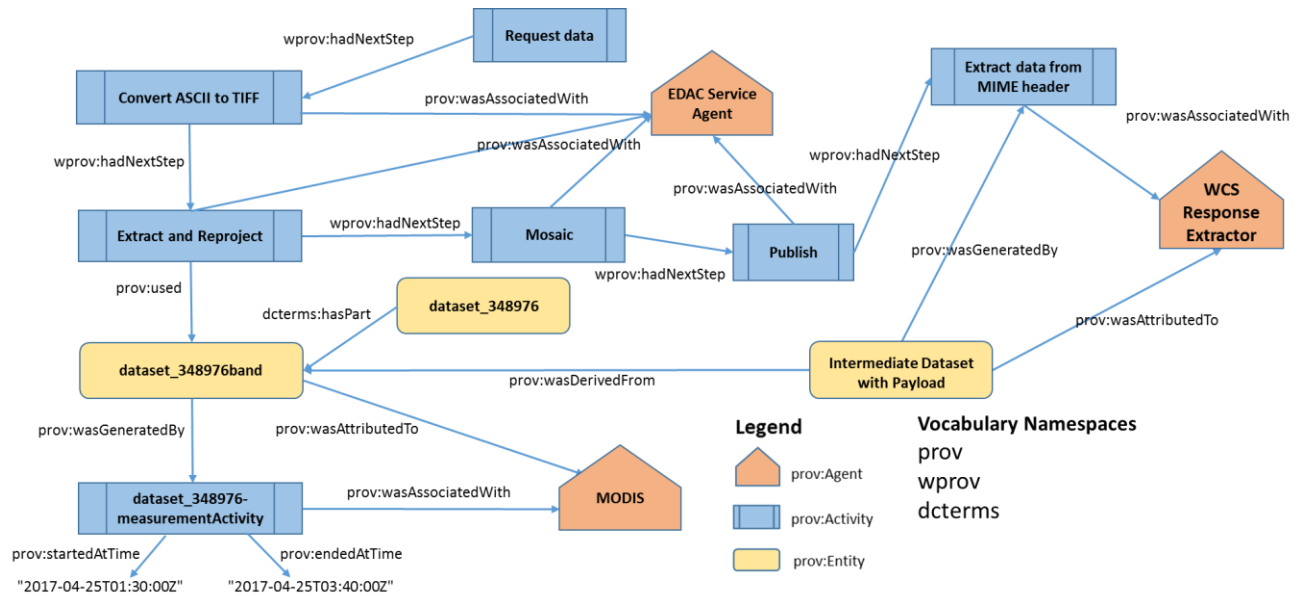 Request data
wprov:hadNextStep
Convert ASCII to TIFF
prov:wasAssociatedWith
EDAC Service
Agent
Extract data from
MIME header
prov:wasAssociatedWith
wprov:hadNextStep
prov:wasAssociatedWith
wprov:hadNextStep
prov:wasAssociatedWith
WCS
Response
Extractor
Extract and Reproject
wprov:hadNextStep
Mosaic
Publish
wprov:hadNextStep
prov:wasGeneratedBy
prov:used
dataset_348976
dcterms:hasPart
prov:wasAttributedTo
dataset_348976band
prov:wasDerivedFrom
Intermediate Dataset
with Payload
prov:wasGeneratedBy
prov:wasAttributedTo
Legend
prov:Agent
prov:Activity
prov:Entity
Vocabulary Namespaces
prov
wprov
dcterms
dataset_348976-
measurementActivity
prov:wasAssociatedWith
MODIS
prov:startedAtTime
prov:endedAtTime
"2017-04-25T01:30:00Z"
"2017-04-25T03:40:00Z"